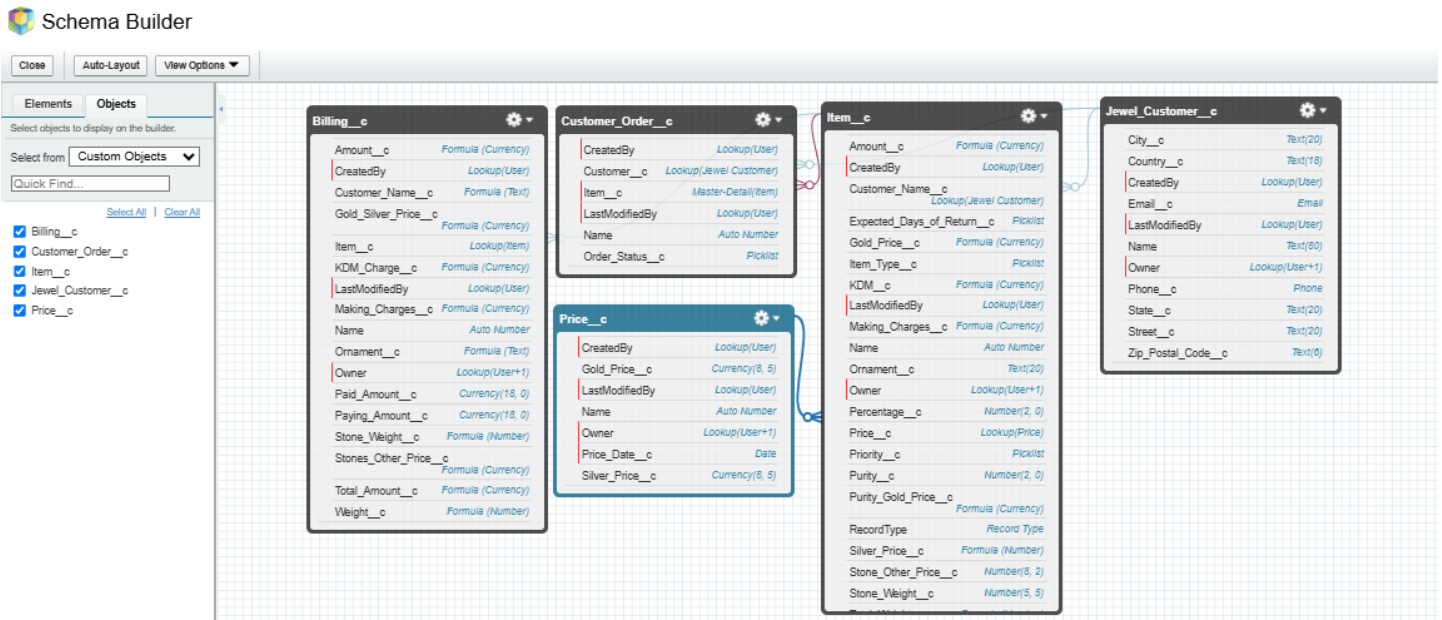 Schema Builder
Close
Auto-Layout
View Options
Elements
Objects
Select objects to display on the builder.
Select from
Custom Objects
Quick Find...
Select All | Clear All
Billing__c
Customer_Order__c
Item__c
Jewel_Customer__c
Price__c
Billing__c
Amount__c Formula (Currency)
CreatedBy Lookup(User)
Customer_Name__c Formula (Text)
Gold_Silver_Price__c
Formula (Currency)
Item__c Lookup(Item)
KDM_Charge__c Formula (Currency)
LastModifiedBy Lookup(User)
Making_Charges__c Formula (Currency)
Name Auto Number
Ornament__c Formula (Text)
Owner Lookup(User+1)
Paid_Amount__c Currency(18, 0)
Paying_Amount__c Currency(18, 0)
Stone_Weight__c Formula (Number)
Stones_Other_Price__c
Formula (Currency)
Total_Amount__c Formula (Currency)
Weight__c Formula (Number)
Customer_Order__c
CreatedBy Lookup(User)
Customer__c Lookup(Jewel Customer)
Item__c Master-Detail(Item)
LastModifiedBy Lookup(User)
Name Auto Number
Order_Status__c Picklist
Price__c
CreatedBy Lookup(User)
Gold_Price__c Currency(8, 5)
LastModifiedBy Lookup(User)
Name Auto Number
Owner Lookup(User+1)
Price_Date__c Date
Silver_Price__c Currency(8, 5)
Item__c
Amount__c Formula (Currency)
CreatedBy Lookup(User)
Customer_Name__c
Lookup(Jewel Customer)
Expected_Days_of_Return__c Picklist
Gold_Price__c Formula (Currency)
Item_Type__c Picklist
KDM__c Formula (Currency)
LastModifiedBy Lookup(User)
Making_Charges__c Formula (Currency)
Name Auto Number
Ornament__c Text(20)
Owner Lookup(User+1)
Percentage__c Number(2, 0)
Price__c Lookup(Price)
Priority__c Picklist
Purity__c Number(2, 0)
Purity_Gold_Price__c
Formula (Currency)
RecordType Record Type
Silver_Price__c Formula (Number)
Stone_Other_Price__c Number(8, 2)
Stone_Weight__c Number(5, 5)
Jewel_Customer__c
City__c Text(20)
Country__c Text(18)
CreatedBy Lookup(User)
Email__c Email
LastModifiedBy Lookup(User)
Name Text(80)
Owner Lookup(User+1)
Phone__c Phone
State__c Text(20)
Street__c Text(20)
Zip_Postal_Code__c Text(6)